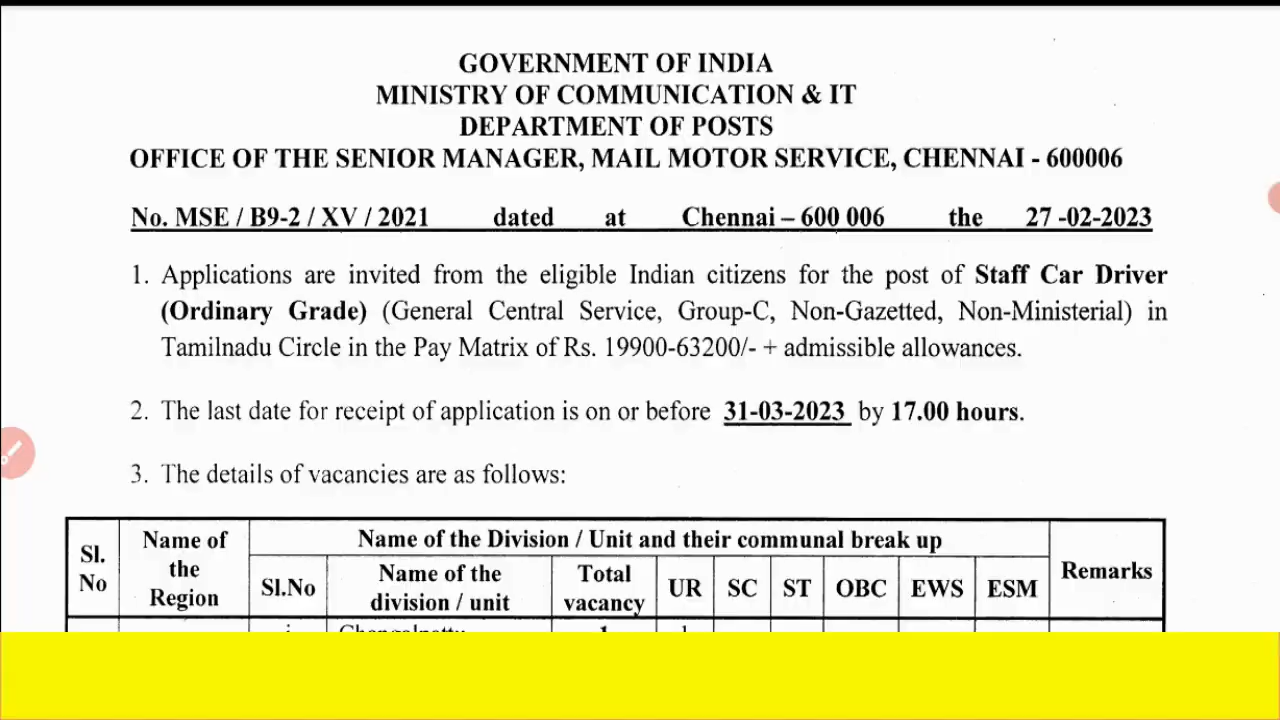 GOVERNMENT OF INDIA
MINISTRY OF COMMUNICATION & IT
DEPARTMENT OF POSTS
OFFICE OF THE SENIOR MANAGER, MAIL MOTOR SERVICE, CHENNAI - 600006
No. MSE / B9-2 / XV / 2021 dated at Chennai – 600 006 the 27 -02-2023
1. Applications are invited from the eligible Indian citizens for the post of Staff Car Driver
(Ordinary Grade) (General Central Service, Group-C, Non-Gazetted, Non-Ministerial) in
Tamilnadu Circle in the Pay Matrix of Rs. 19900-63200/- + admissible allowances.
2. The last date for receipt of application is on or before 31-03-2023 by 17.00 hours.
3. The details of vacancies are as follows:
Sl. No
Name of the Region
Name of the Division / Unit and their communal break up
Remarks
Sl.No
Name of the division / unit
Total vacancy
UR SC ST OBC EWS ESM